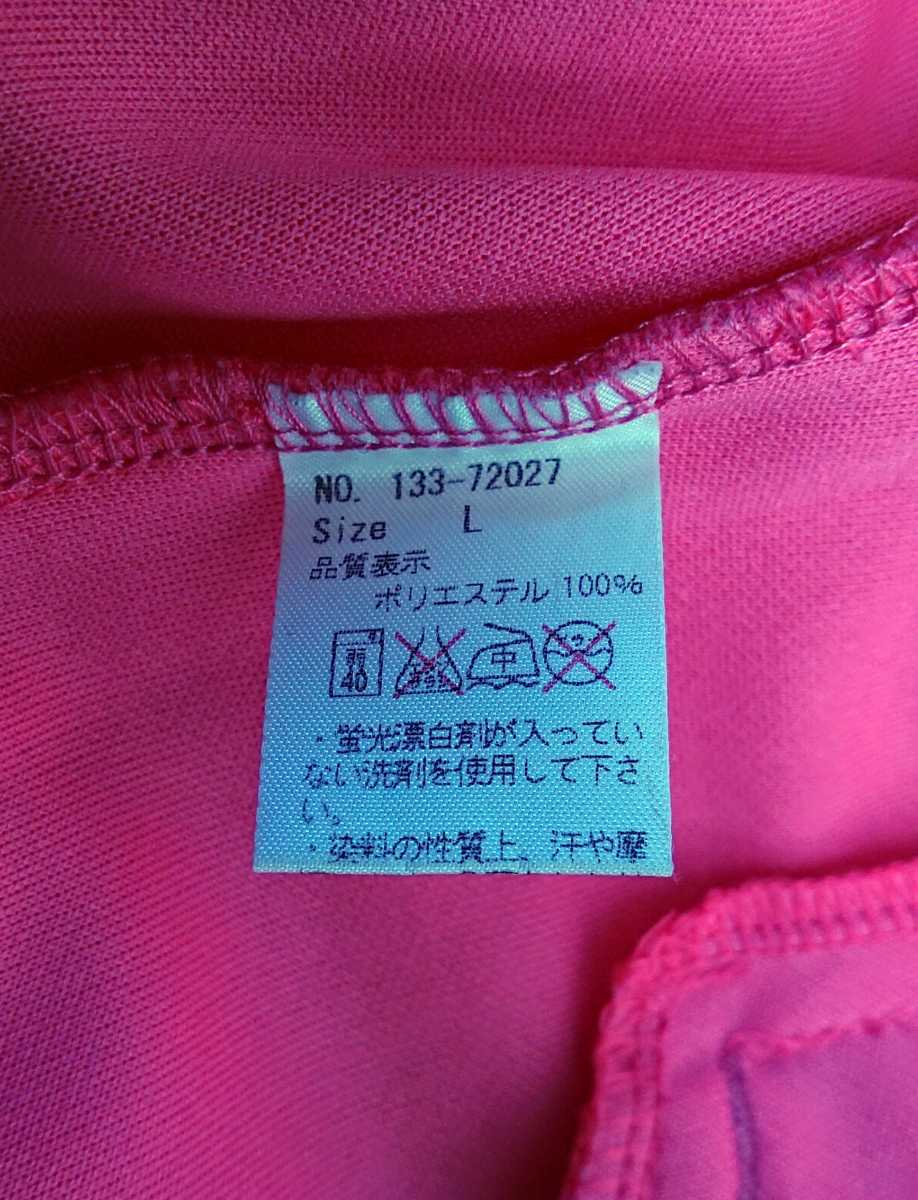 NO. 133-72027
Size L
品質表示
ポリエステル 100%
40
中
・蛍光漂白剤が入ってい
ない洗剤を使用して下さ
い。
・染料の性質上、汗や摩